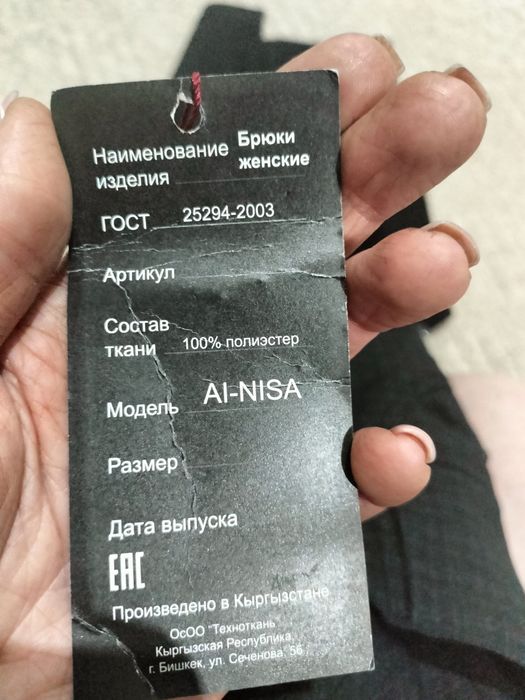 Наименование Брюки
изделия женские
ГОСТ 25294-2003
Артикул
Состав
ткани 100% полиэстер
Модель AI-NISA
Размер
Дата выпуска
EAC
Произведено в Кыргызстане
ОсОО "Техноткань
Кыргызская Республика,
г. Бишкек, ул. Сеченова 56